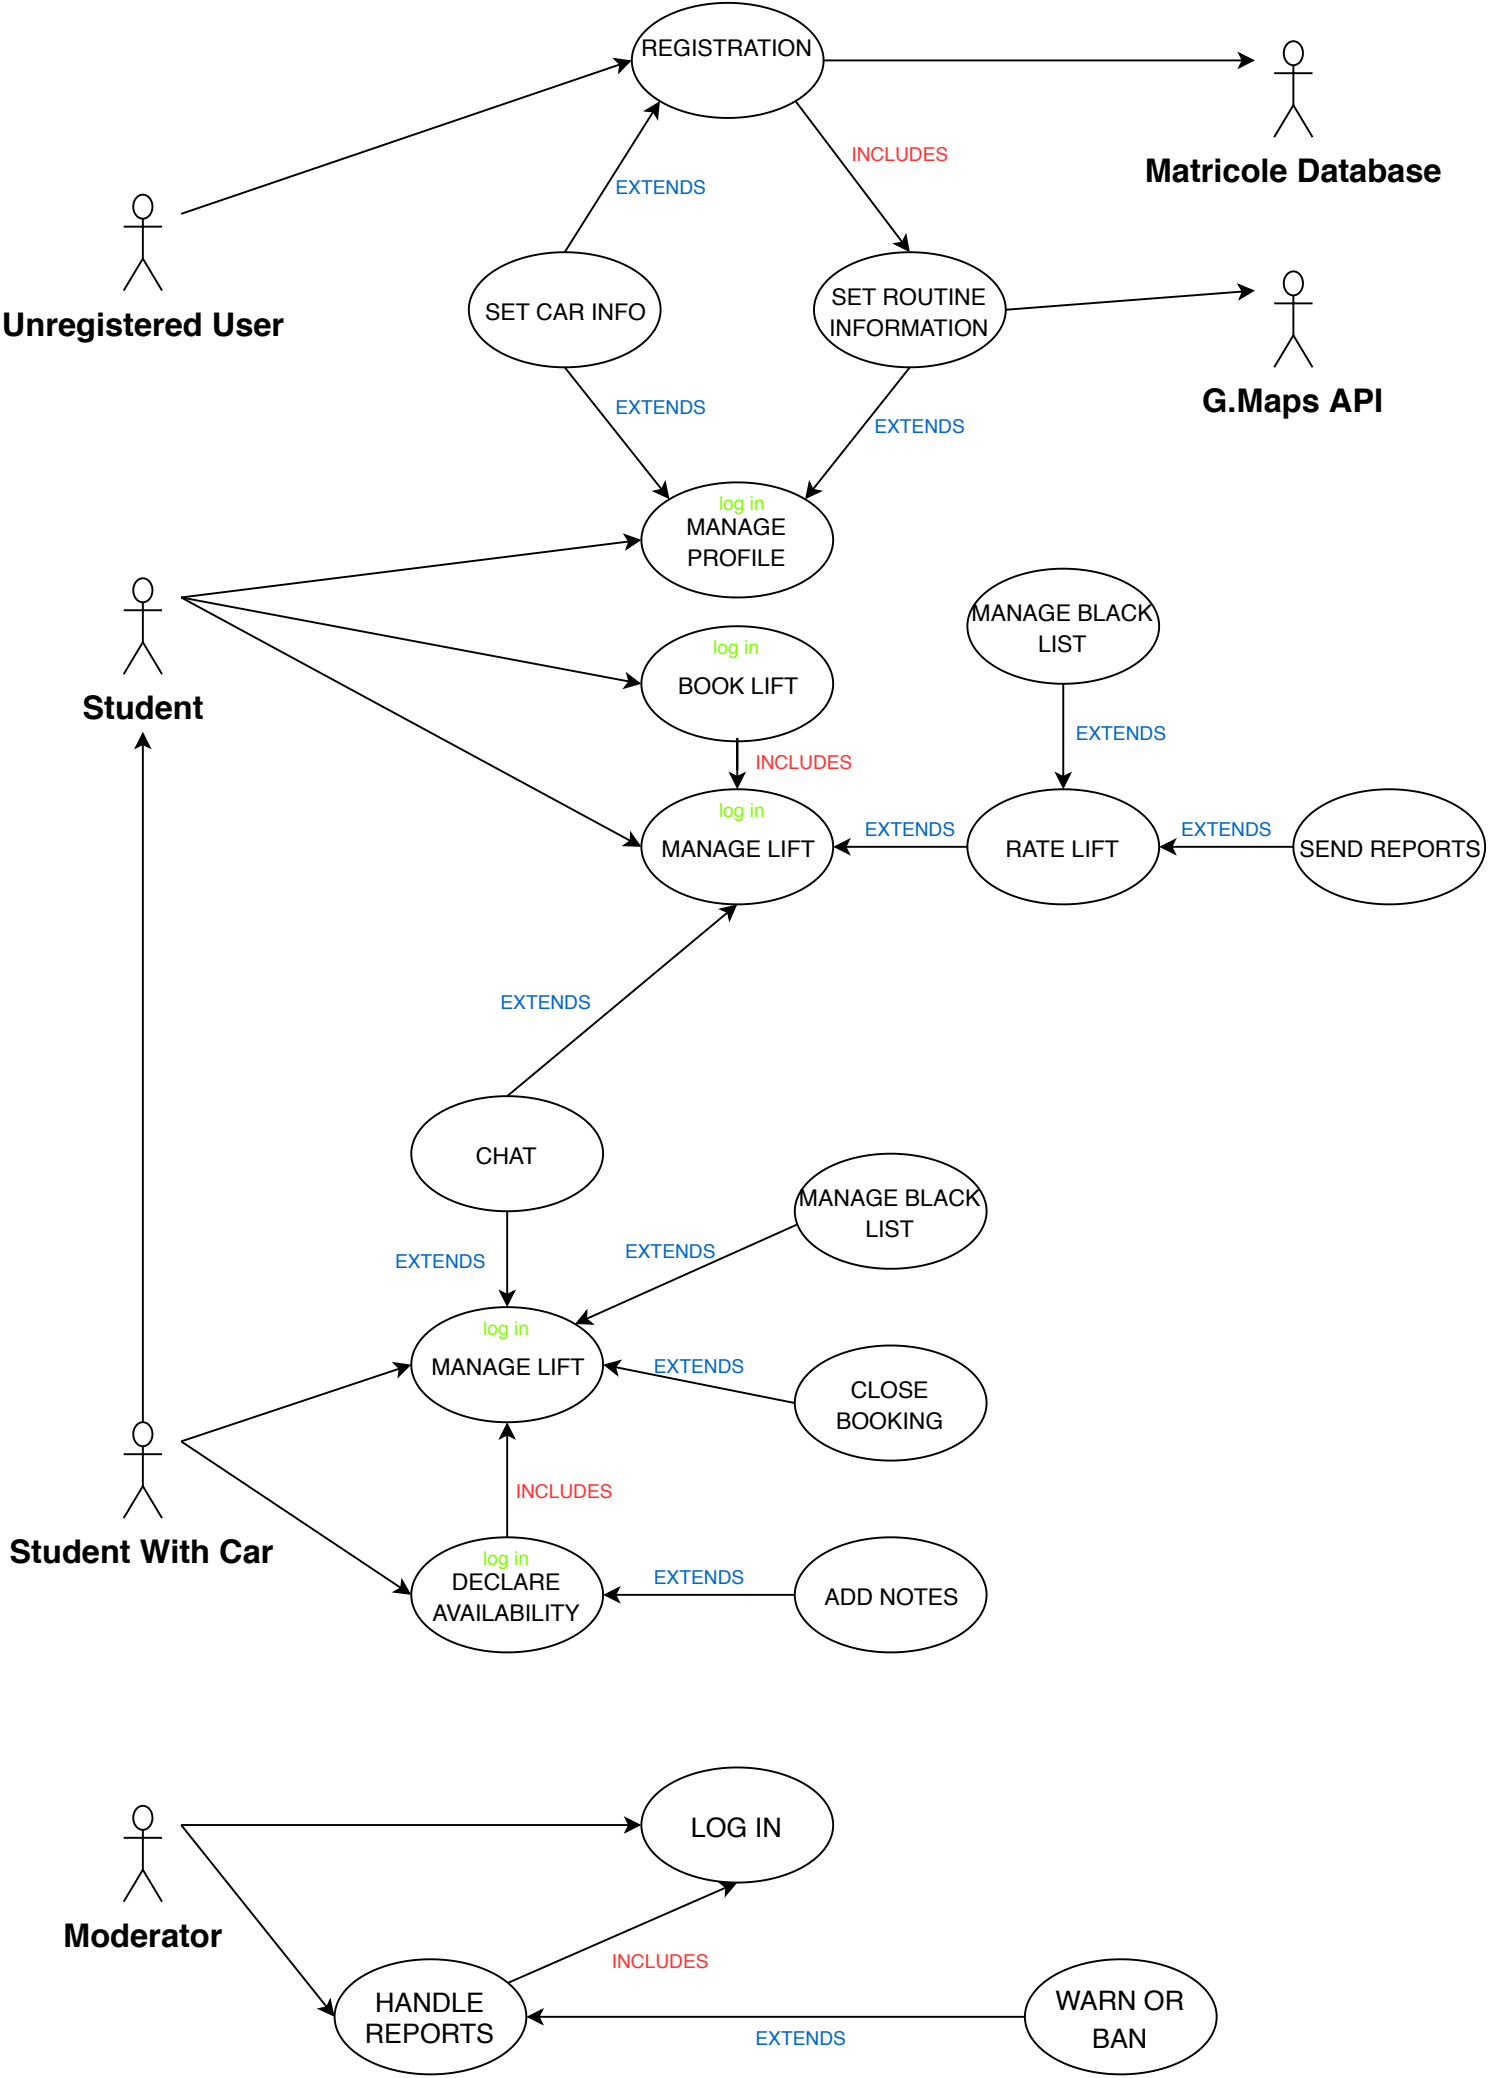 REGISTRATION
Matricole Database
INCLUDES
EXTENDS
Unregistered User
SET CAR INFO
SET ROUTINE
INFORMATION
G.Maps API
EXTENDS
EXTENDS
log in
MANAGE
PROFILE
Student
log in
BOOK LIFT
MANAGE BLACK
LIST
EXTENDS
INCLUDES
log in
MANAGE LIFT
EXTENDS
RATE LIFT
EXTENDS
SEND REPORTS
EXTENDS
CHAT
MANAGE BLACK
LIST
EXTENDS
EXTENDS
log in
MANAGE LIFT
EXTENDS
CLOSE
BOOKING
INCLUDES
Student With Car
log in
DECLARE
AVAILABILITY
EXTENDS
ADD NOTES
LOG IN
Moderator
INCLUDES
HANDLE
REPORTS
EXTENDS
WARN OR
BAN